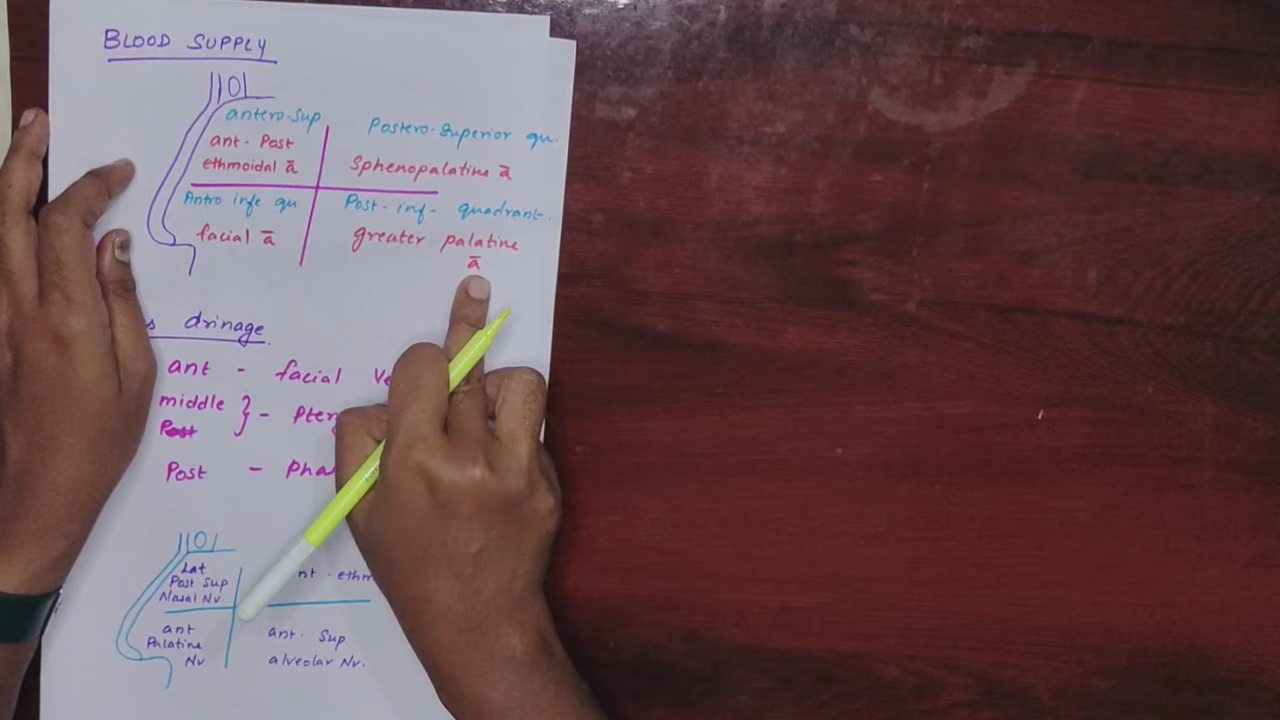 BLOOD SUPPLY
antero-sup
Postero-Superior qu.
ant. Post
ethmoidal ā
Sphenopalatine ā
Antro infe qu
Post. inf- quadrant.
facial ā
greater palatine
ā
drinage
ant - facial
middle
Post
} -
Post -
Lat
Post Sup
Nasal Nv
ant
Palatine
Nv
ant. Sup
alveolar Nv.